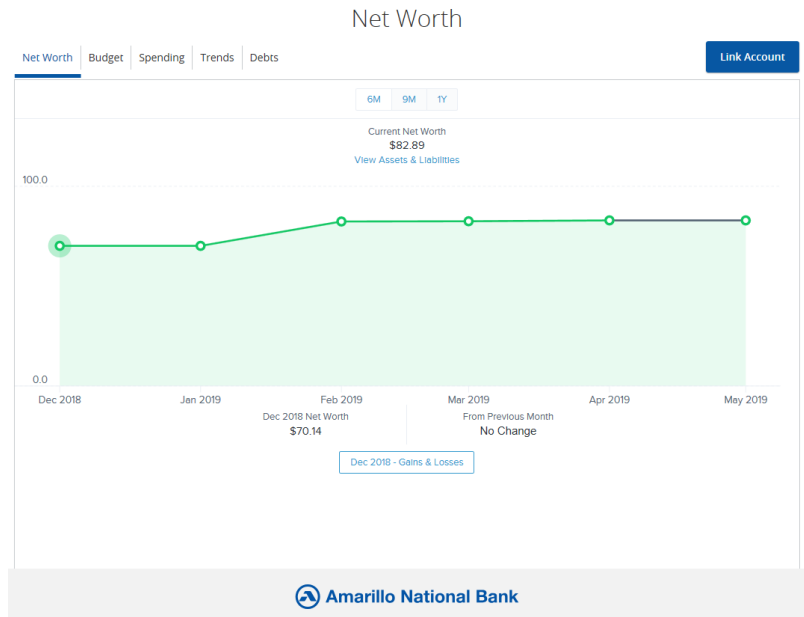 Net Worth
Net Worth Budget Spending Trends Debts Link Account
6M 9M 1Y
Current Net Worth
$82.89
View Assets & Liabilities
100.0
0.0
Dec 2018 Jan 2019 Feb 2019 Mar 2019 Apr 2019 May 2019
Dec 2018 Net Worth From Previous Month
$70.14 No Change
Dec 2018 - Gains & Losses
Amarillo National Bank